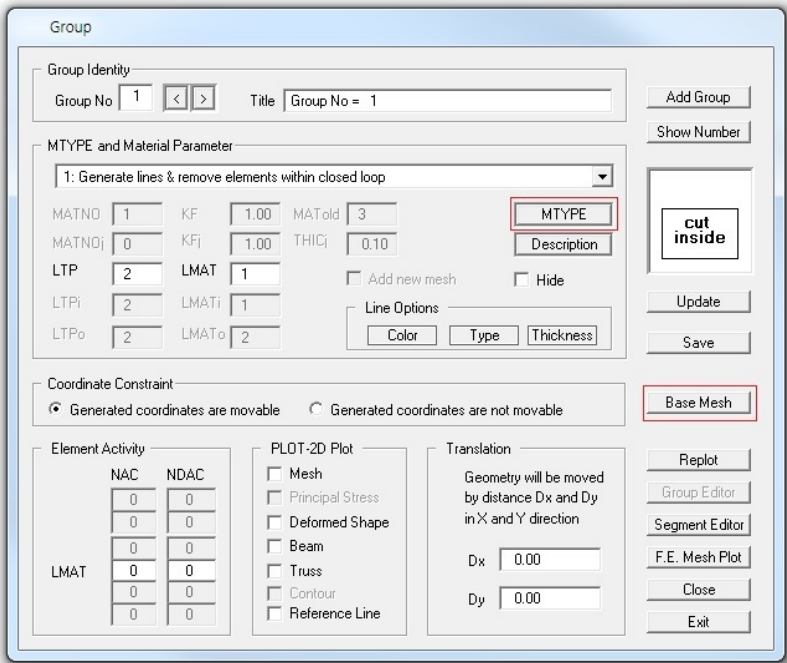 Group
Group Identity
Group No 1 < > Title Group No = 1
Add Group
Show Number
MTYPE and Material Parameter
1: Generate lines & remove elements within closed loop
MATNO 1 KF 1.00 MATold 3 MTYPE
MATNOj 0 KFj 1.00 THICj 0.10 Description
LTP 2 LMAT 1 Add new mesh Hide
LTPi 2 LMATi 1 Line Options
LTPo 2 LMATo 2 Color Type Thickness
cut
inside
Update
Save
Coordinate Constraint
Generated coordinates are movable Generated coordinates are not movable
Base Mesh
Element Activity
NAC NDAC
0 0
0 0
0 0
LMAT 0 0
0 0
0 0
PLOT-2D Plot
Mesh
Principal Stress
Deformed Shape
Beam
Truss
Contour
Reference Line
Translation
Geometry will be moved
by distance Dx and Dy
in X and Y direction
Dx 0.00
Dy 0.00
Replot
Group Editor
Segment Editor
F.E. Mesh Plot
Close
Exit